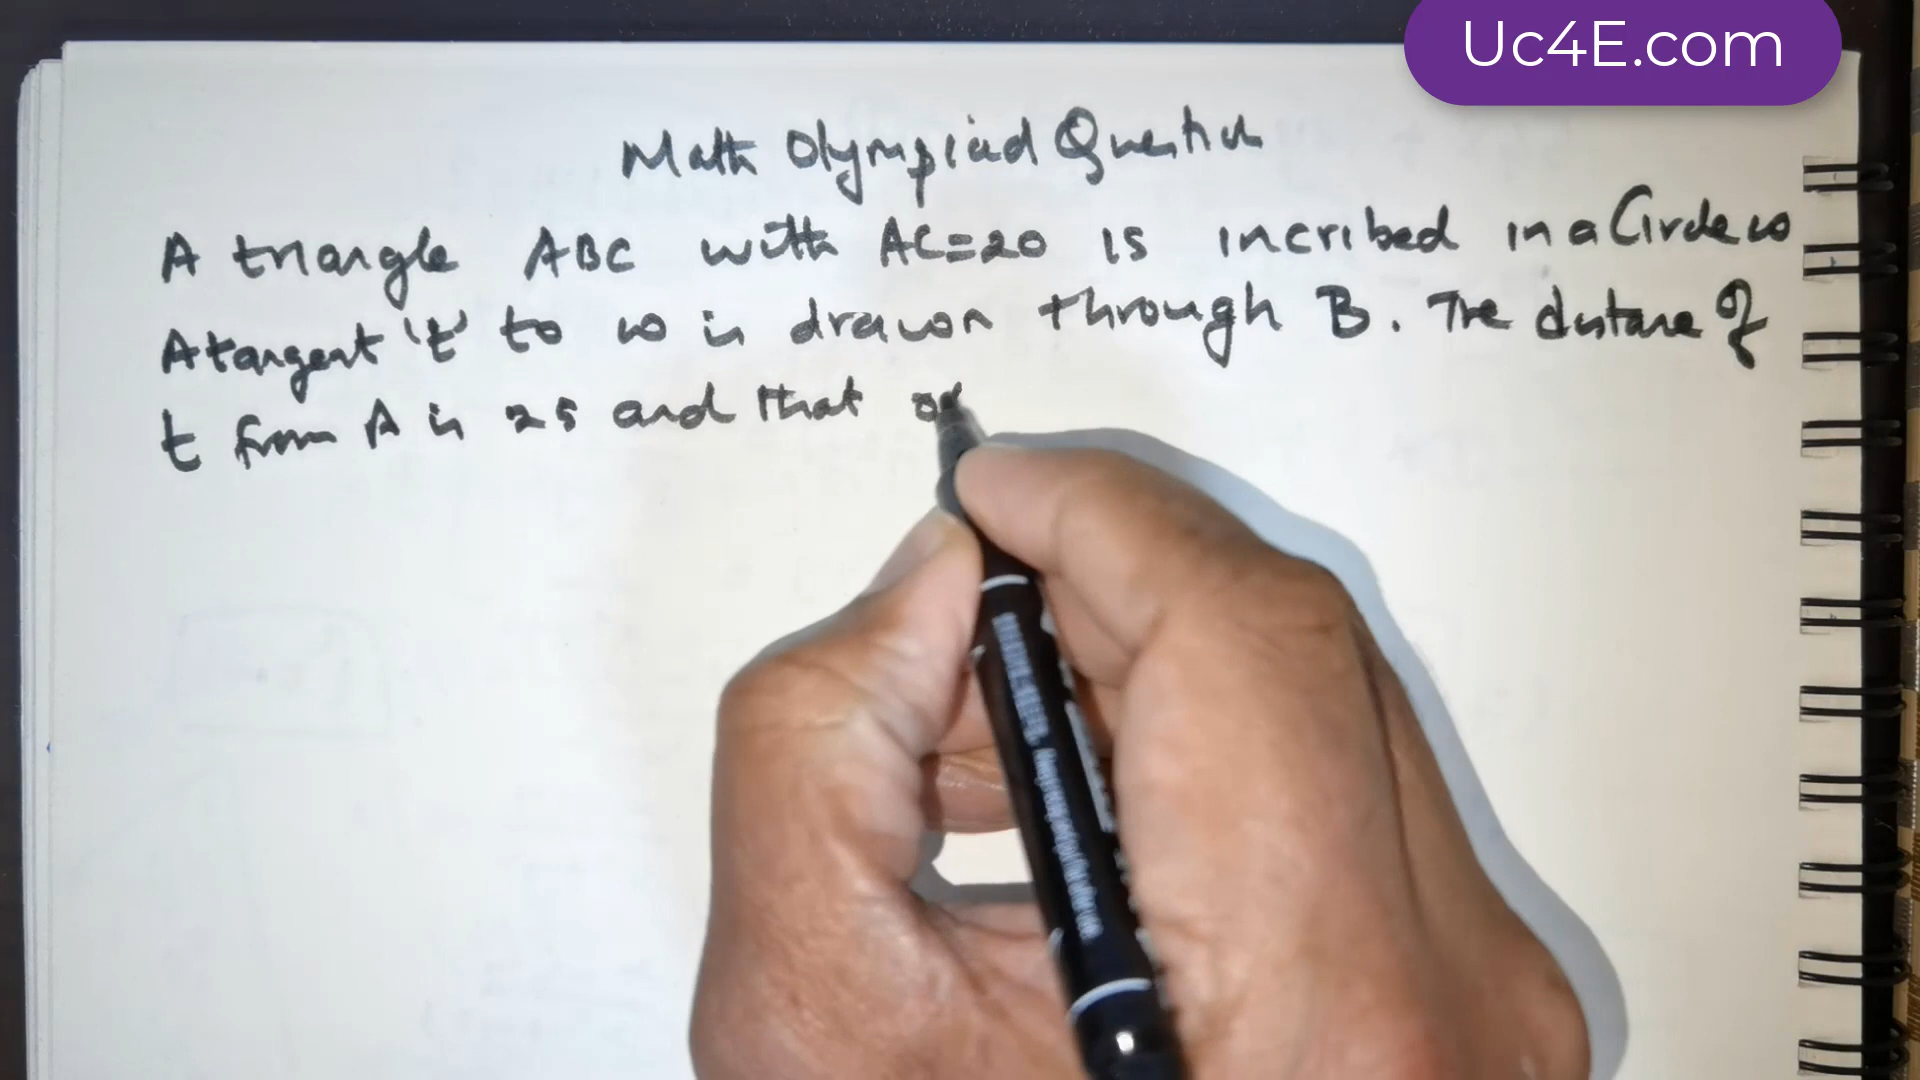 Uc4E.com
Math Olympiad Question
A triangle ABC with AC=20 is incribed in a Circle ω
A tangent 't' to ω is drawn through B. The distance of
t from A is 25 and that of